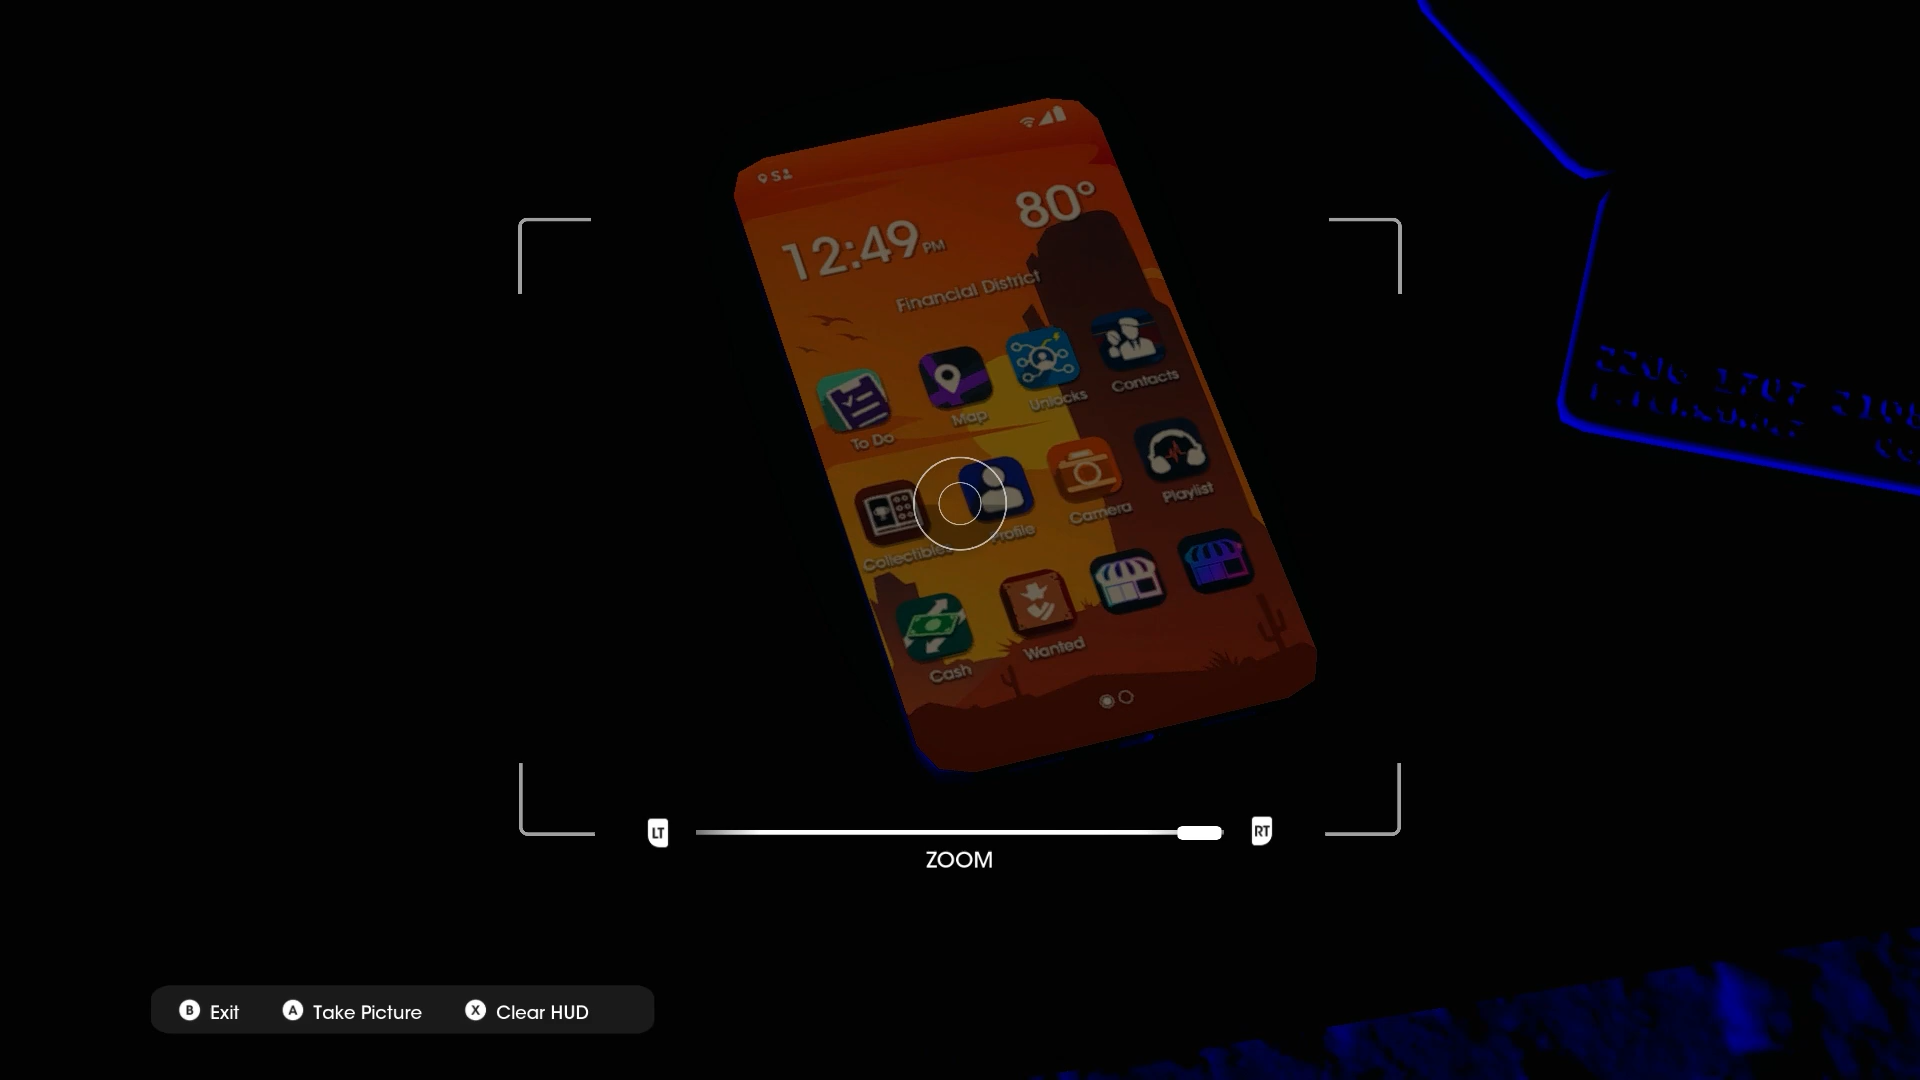 12:49 PM
80°
Financial District
To Do
Map
Unlocks
Contacts
Collectibles
Profile
Camera
Playlist
Cash
Wanted
LT
RT
ZOOM
B Exit
A Take Picture
X Clear HUD